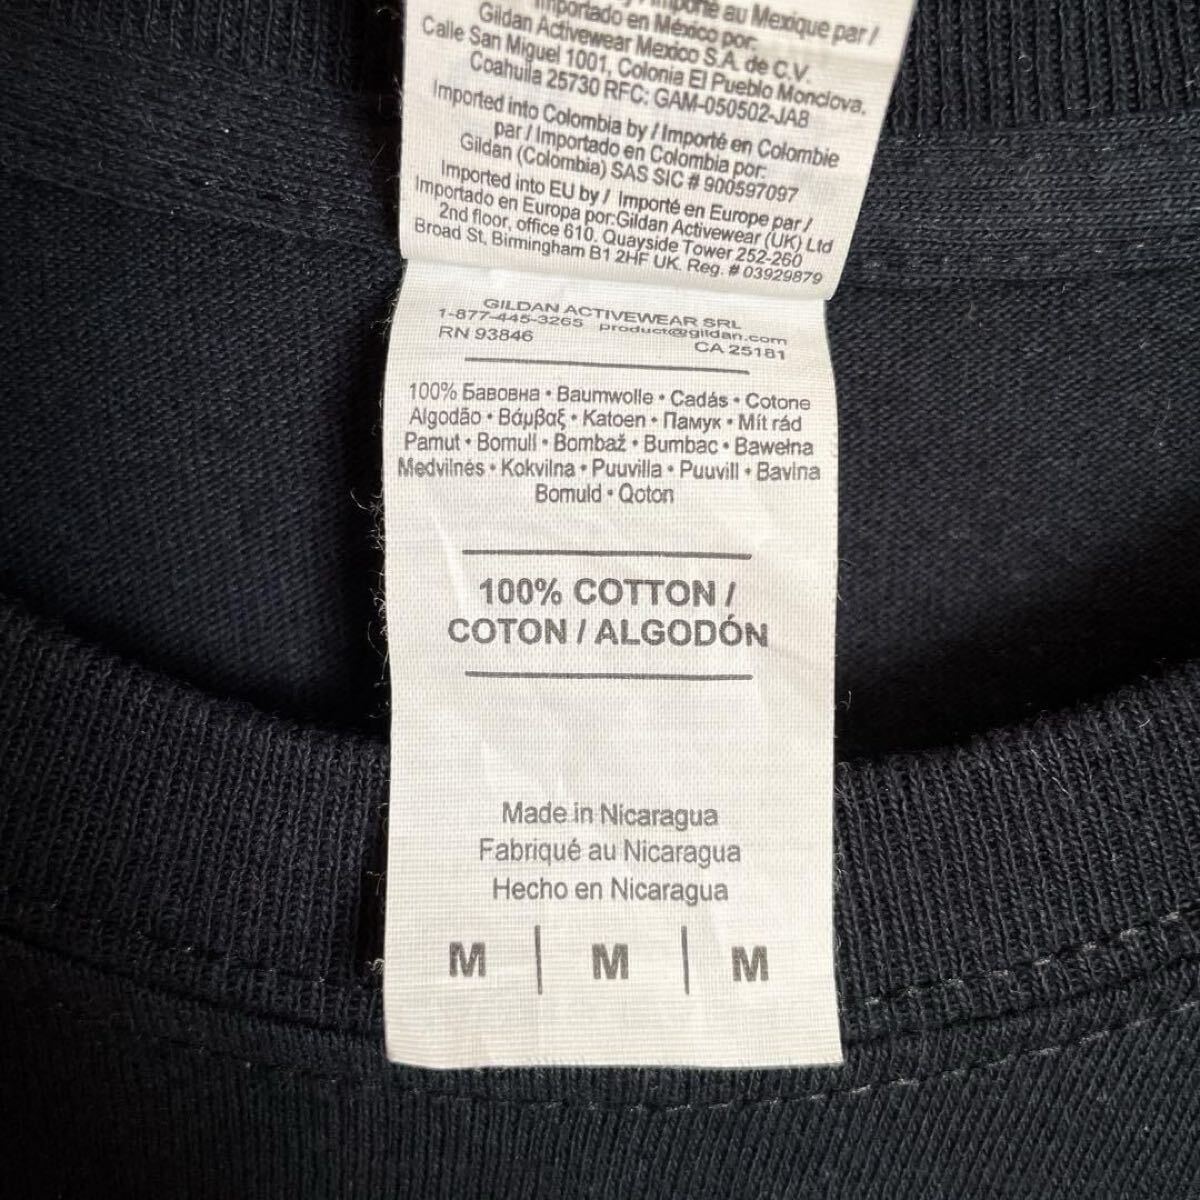 au Mexique par /
Importado en México por:
Gildan Activewear Mexico S.A. de C.V.
Calle San Miguel 1001, Colonia El Pueblo Monclova,
Coahuila 25730 RFC: GAM-050502-JA8
Imported into Colombia by / Importé en Colombie
par / Importado en Colombia por:
Gildan (Colombia) SAS SIC # 900597097
Imported into EU by / Importé en Europe par /
Importado en Europa por:Gildan Activewear (UK) Ltd
2nd floor, office 610. Quayside Tower 252-260
Broad St, Birmingham B1 2HF UK. Reg. # 03929879
GILDAN ACTIVEWEAR SRL
1-877-445-3265 product@gildan.com
RN 93846 CA 25181
100% Бавовна • Baumwolle • Cadás • Cotone
Algodão • Βάμβαξ • Katoen • Памук • Mít rád
Pamut • Bomull • Bombaž • Bumbac • Bawełna
Medvilnės • Kokvilna • Puuvilla • Puuvill • Bavlna
Bomuld • Qoton
100% COTTON /
COTON / ALGODÓN
Made in Nicaragua
Fabriqué au Nicaragua
Hecho en Nicaragua
M | M | M